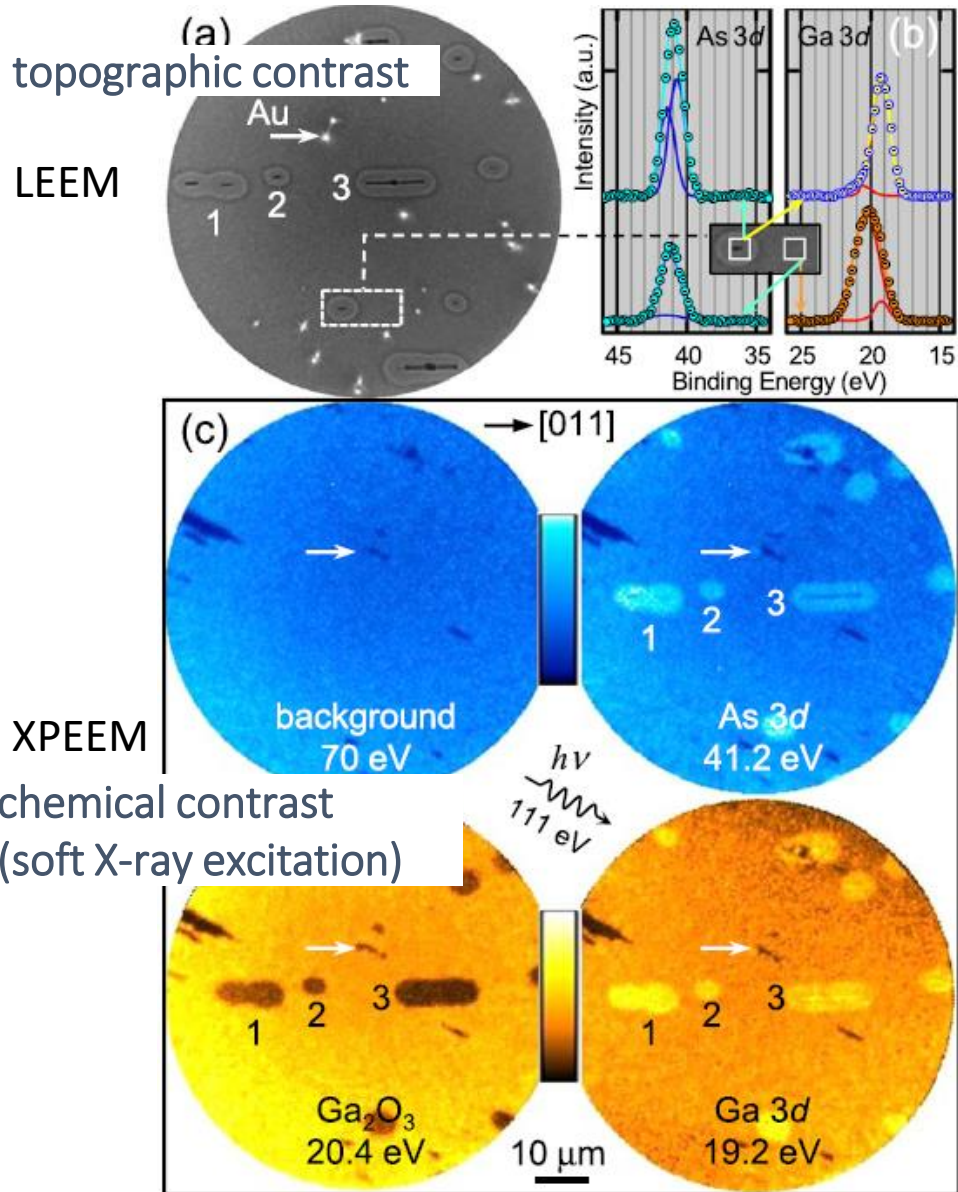 (a)
topographic contrast
Au
LEEM
1
2
3
Intensity (a.u.)
As 3d
Ga 3d
(b)
45 40 35
25 20 15
Binding Energy (eV)
(c)
[011]
1
2
3
background
70 eV
As 3d
41.2 eV
XPEEM
hν
111 eV
chemical contrast
(soft X-ray excitation)
1
2
3
1
2
3
Ga₂O₃
20.4 eV
Ga 3d
19.2 eV
10 μm